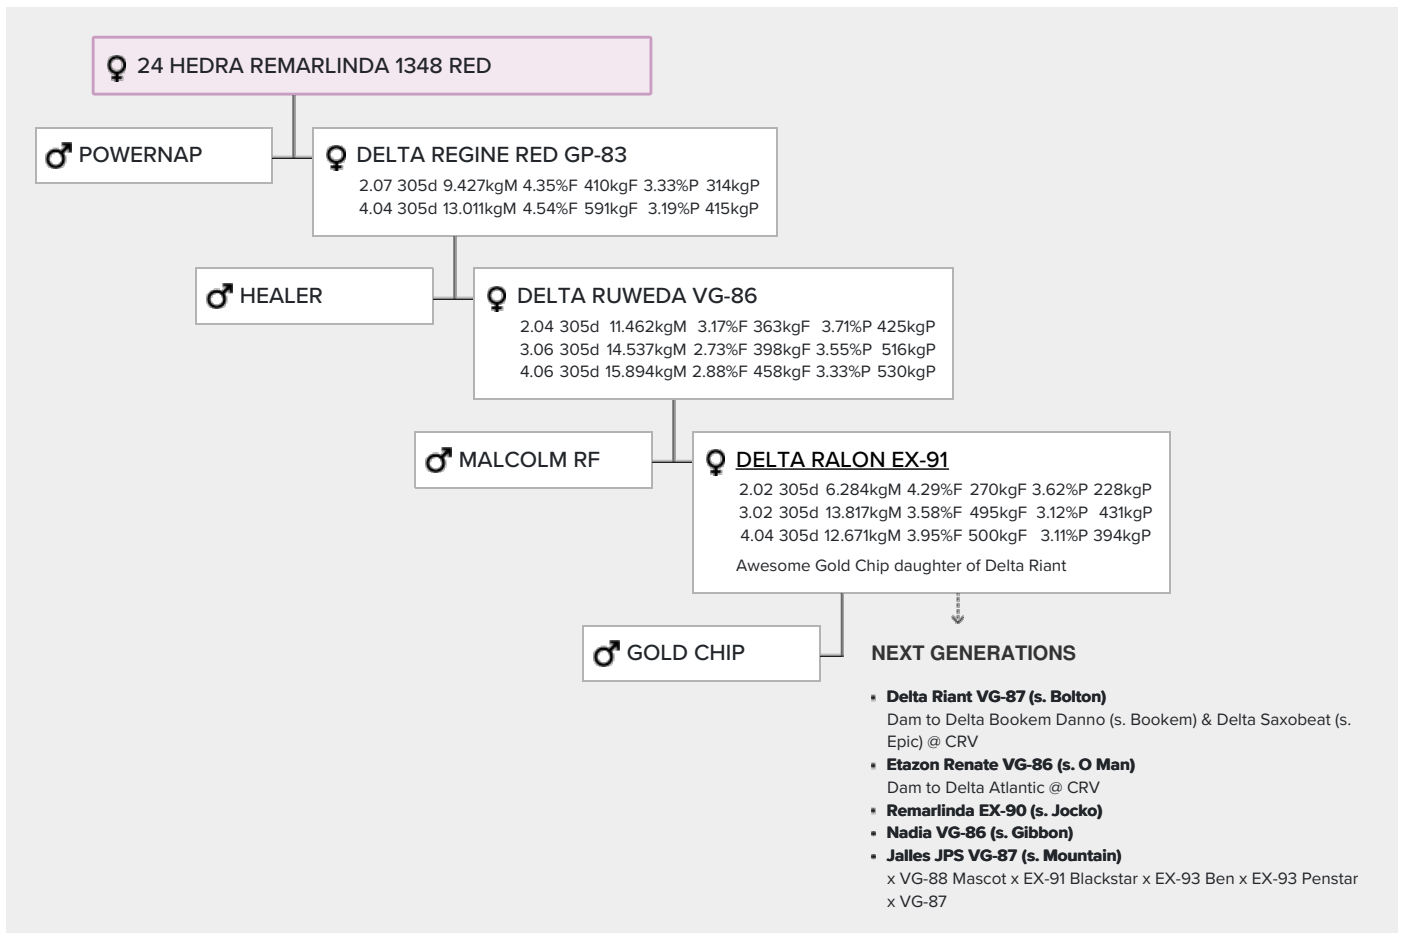 24 HEDRA REMARLINDA 1348 RED
POWERNAP
DELTA REGINE RED GP-83
2.07 305d 9.427kgM 4.35%F 410kgF 3.33%P 314kgP
4.04 305d 13.011kgM 4.54%F 591kgF 3.19%P 415kgP
HEALER
DELTA RUWEDA VG-86
2.04 305d 11.462kgM 3.17%F 363kgF 3.71%P 425kgP
3.06 305d 14.537kgM 2.73%F 398kgF 3.55%P 516kgP
4.06 305d 15.894kgM 2.88%F 458kgF 3.33%P 530kgP
MALCOLM RF
DELTA RALON EX-91
2.02 305d 6.284kgM 4.29%F 270kgF 3.62%P 228kgP
3.02 305d 13.817kgM 3.58%F 495kgF 3.12%P 431kgP
4.04 305d 12.671kgM 3.95%F 500kgF 3.11%P 394kgP
Awesome Gold Chip daughter of Delta Riant
GOLD CHIP
NEXT GENERATIONS
Delta Riant VG-87 (s. Bolton)
Dam to Delta Bookem Danno (s. Bookem) & Delta Saxobeat (s.
Epic) @ CRV
Etazon Renate VG-86 (s. O Man)
Dam to Delta Atlantic @ CRV
Remarlinda EX-90 (s. Jocko)
Nadia VG-86 (s. Gibbon)
Jalles JPS VG-87 (s. Mountain)
x VG-88 Mascot x EX-91 Blackstar x EX-93 Ben x EX-93 Penstar
x VG-87